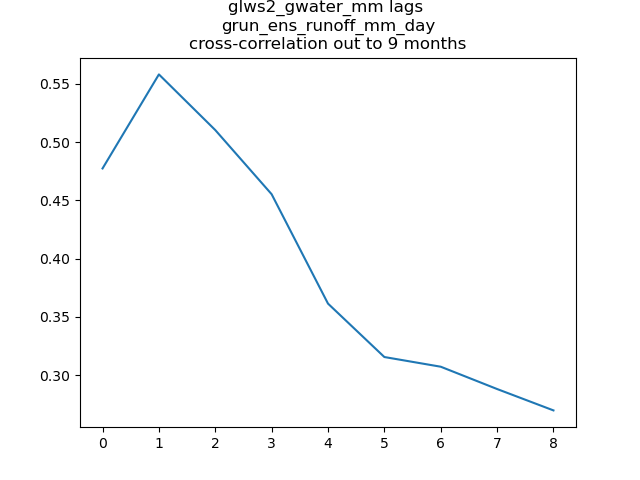 glws2_gwater_mm lags
grun_ens_runoff_mm_day
cross-correlation out to 9 months
0.55
0.50
0.45
0.40
0.35
0.30
0 1 2 3 4 5 6 7 8